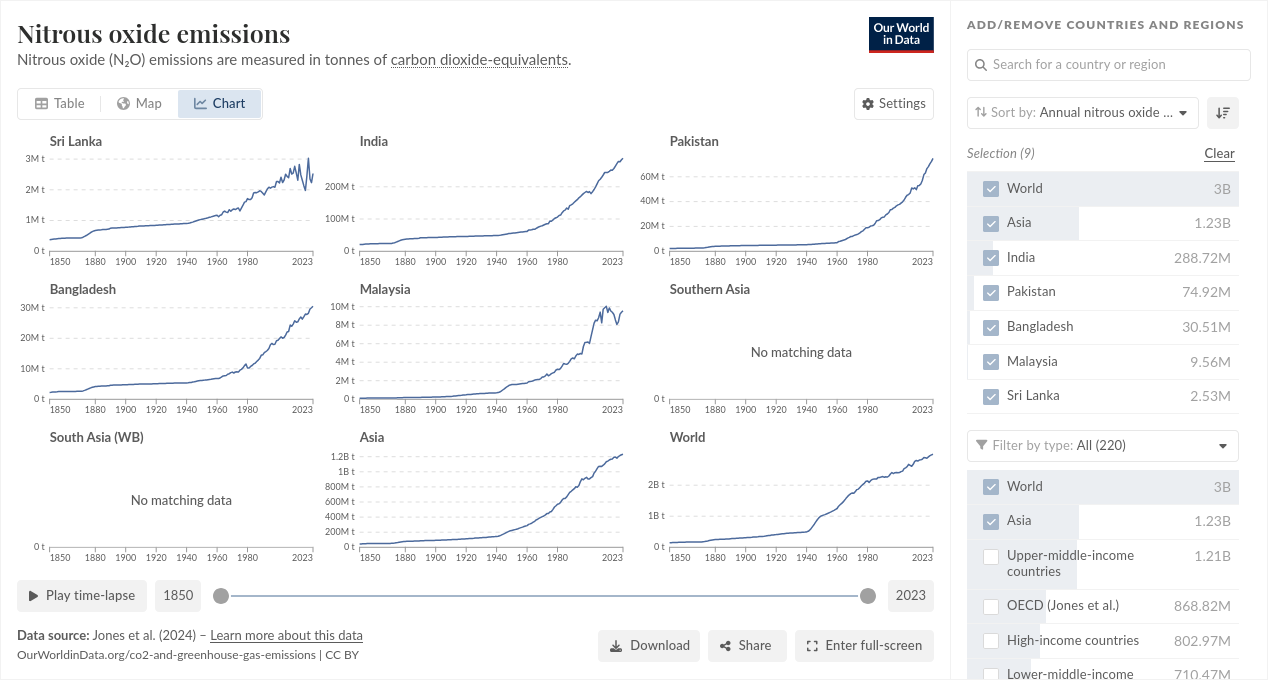 Nitrous oxide emissions
Nitrous oxide (N₂O) emissions are measured in tonnes of carbon dioxide-equivalents.
Our World
in Data
Table
Map
Chart
Settings
Sri Lanka
3M t
2M t
1M t
0 t
1850 1880 1900 1920 1940 1960 1980 2023
India
200M t
100M t
0 t
1850 1880 1900 1920 1940 1960 1980 2023
Pakistan
60M t
40M t
20M t
0 t
1850 1880 1900 1920 1940 1960 1980 2023
Bangladesh
30M t
20M t
10M t
0 t
1850 1880 1900 1920 1940 1960 1980 2023
Malaysia
10M t
8M t
6M t
4M t
2M t
0 t
1850 1880 1900 1920 1940 1960 1980 2023
Southern Asia
No matching data
0 t
1850 1880 1900 1920 1940 1960 1980 2023
South Asia (WB)
No matching data
0 t
1850 1880 1900 1920 1940 1960 1980 2023
Asia
1.2B t
1B t
800M t
600M t
400M t
200M t
0 t
1850 1880 1900 1920 1940 1960 1980 2023
World
2B t
1B t
0 t
1850 1880 1900 1920 1940 1960 1980 2023
Play time-lapse
1850
2023
Data source: Jones et al. (2024) – Learn more about this data
OurWorldinData.org/co2-and-greenhouse-gas-emissions | CC BY
Download
Share
Enter full-screen
ADD/REMOVE COUNTRIES AND REGIONS
Search for a country or region
Sort by: Annual nitrous oxide ...
Selection (9)
Clear
World 3B
Asia 1.23B
India 288.72M
Pakistan 74.92M
Bangladesh 30.51M
Malaysia 9.56M
Sri Lanka 2.53M
Filter by type: All (220)
World 3B
Asia 1.23B
Upper-middle-income 1.21B
countries
OECD (Jones et al.) 868.82M
High-income countries 802.97M
Lower-middle-income 710.47M